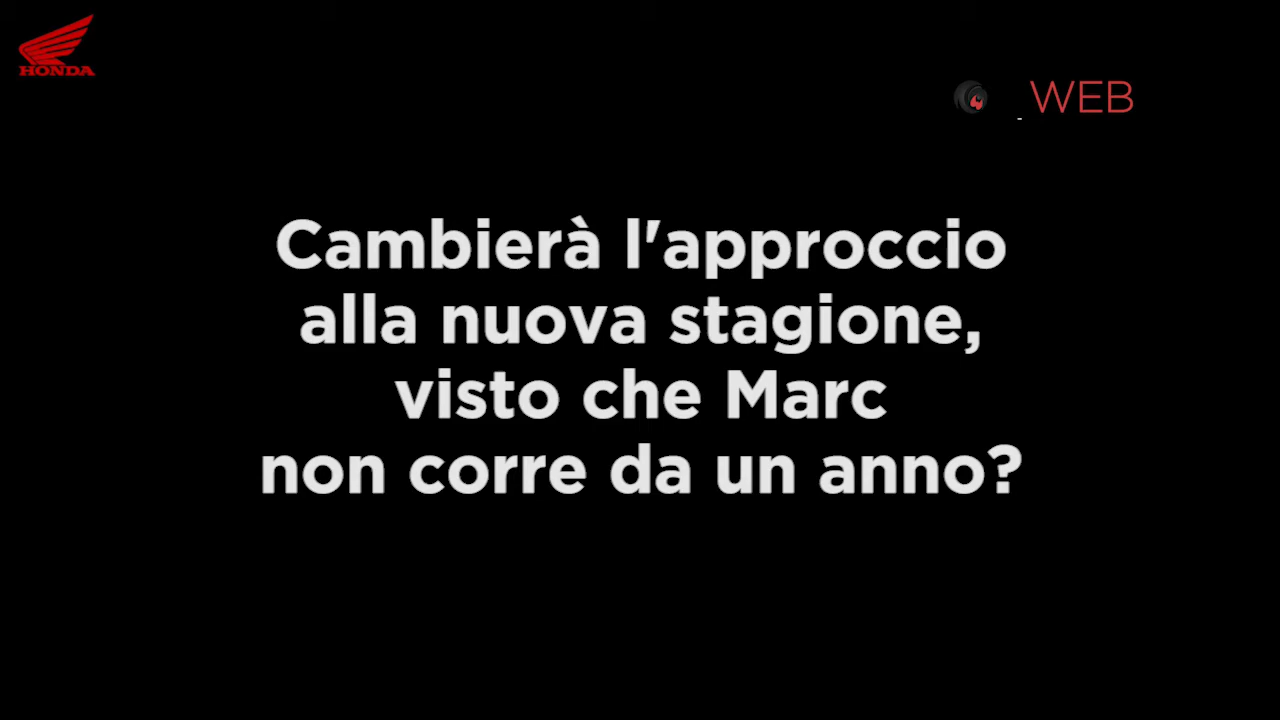 HONDA
WEB
Cambierà l'approccio
alla nuova stagione,
visto che Marc
non corre da un anno?